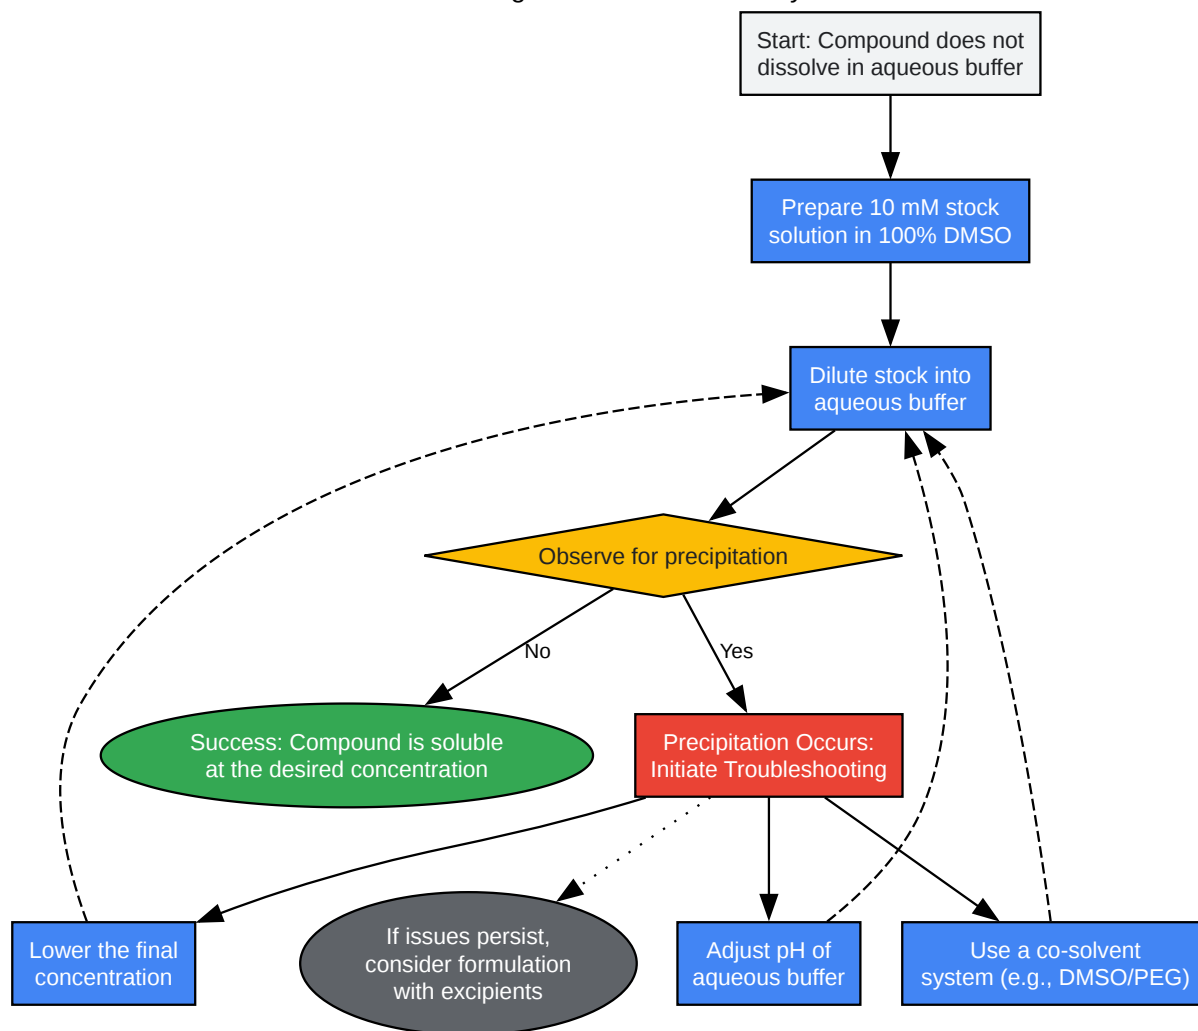 Start: Compound does not
dissolve in aqueous buffer
Prepare 10 mM stock
solution in 100% DMSO
Dilute stock into
aqueous buffer
Observe for precipitation
No
Yes
Success: Compound is soluble
at the desired concentration
Precipitation Occurs:
Initiate Troubleshooting
Lower the final
concentration
If issues persist,
consider formulation
with excipients
Adjust pH of
aqueous buffer
Use a co-solvent
system (e.g., DMSO/PEG)